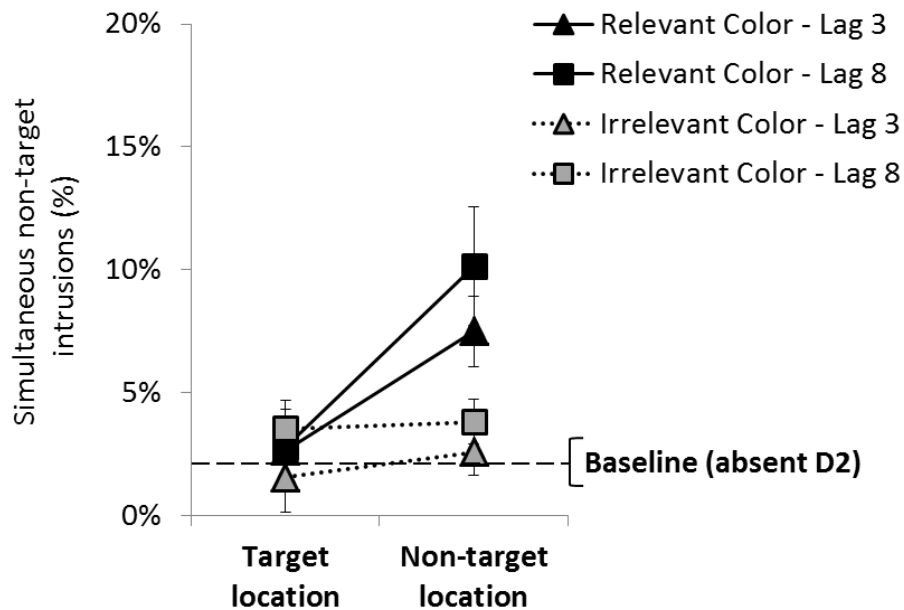 20%
15%
10%
5%
0%
Simultaneous non-target
intrusions (%)
Relevant Color - Lag 3
Relevant Color - Lag 8
Irrelevant Color - Lag 3
Irrelevant Color - Lag 8
Baseline (absent D2)
Target
location
Non-target
location